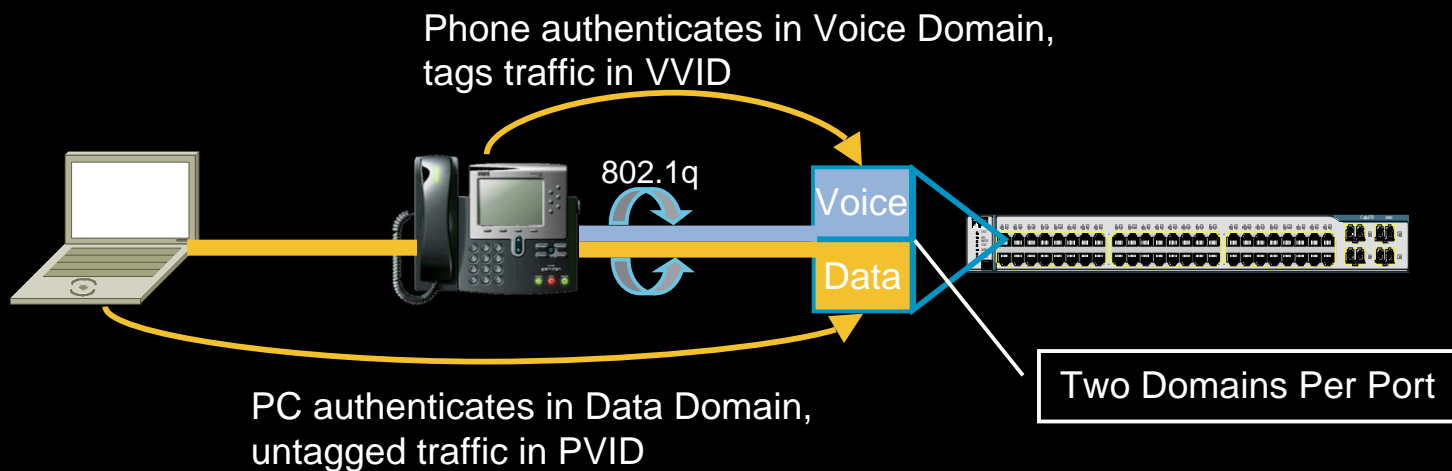 Phone authenticates in Voice Domain,
tags traffic in VVID
802.1q
Voice
Data
Two Domains Per Port
PC authenticates in Data Domain,
untagged traffic in PVID